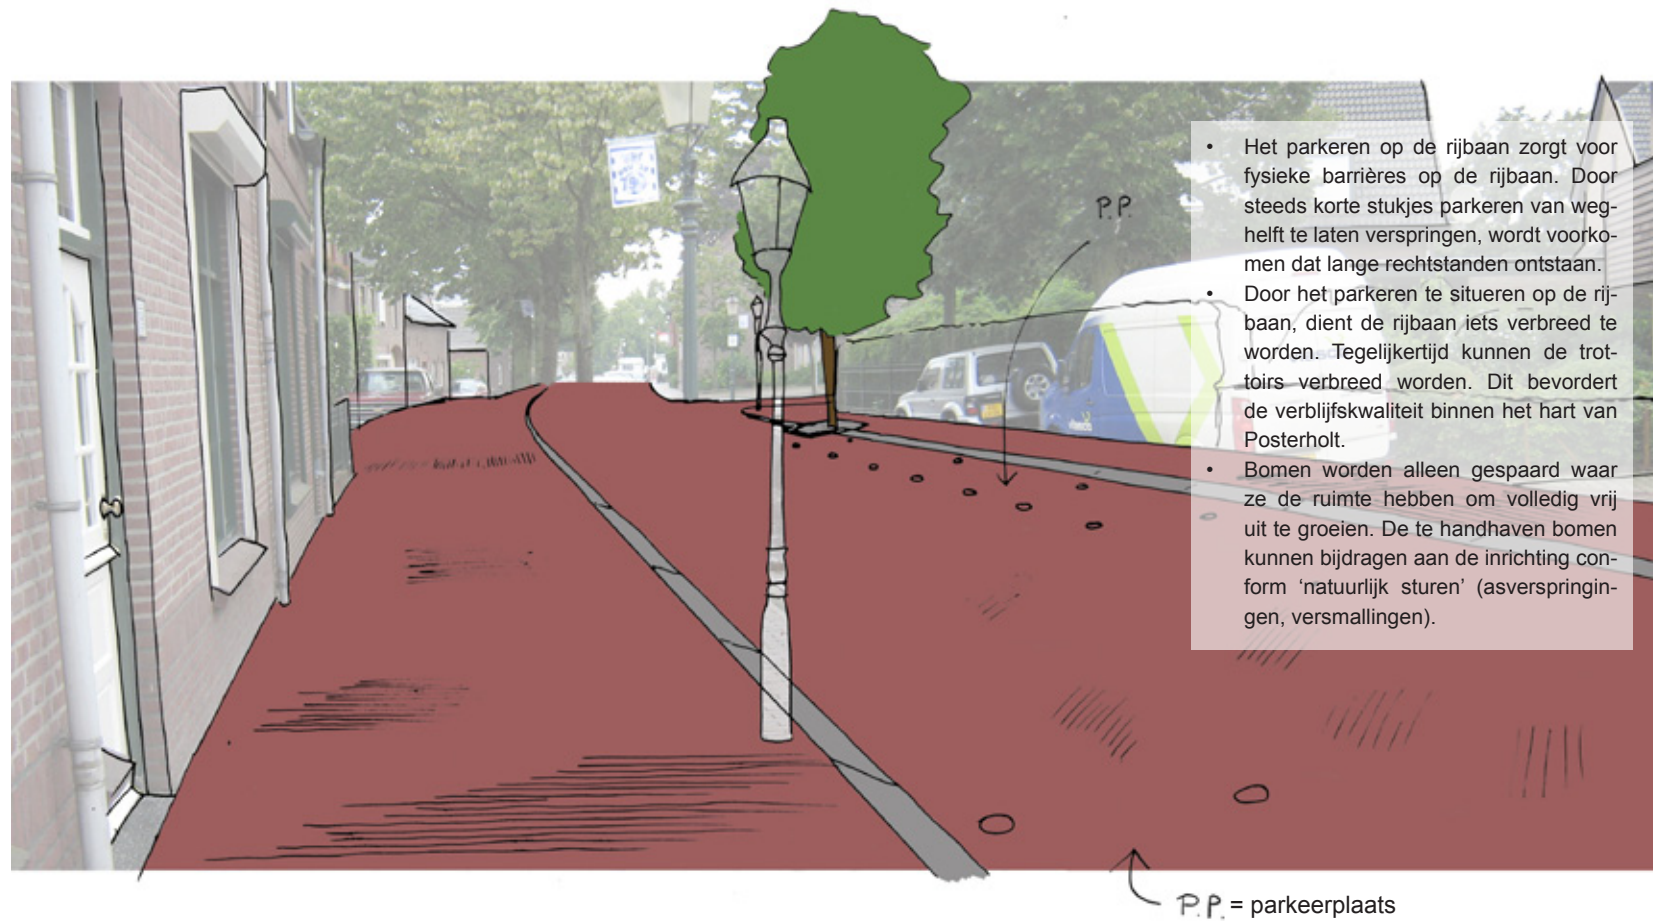 P.P.
• Het parkeren op de rijbaan zorgt voor
fysieke barrières op de rijbaan. Door
steeds korte stukjes parkeren van weg-
helft te laten verspringen, wordt voorko-
men dat lange rechtstanden ontstaan.
• Door het parkeren te situeren op de rij-
baan, dient de rijbaan iets verbreed te
worden. Tegelijkertijd kunnen de trot-
toirs verbreed worden. Dit bevordert
de verblijfskwaliteit binnen het hart van
Posterholt.
• Bomen worden alleen gespaard waar
ze de ruimte hebben om volledig vrij
uit te groeien. De te handhaven bomen
kunnen bijdragen aan de inrichting con-
form ‘natuurlijk sturen’ (asverspringin-
gen, versmallingen).
P.P. = parkeerplaats